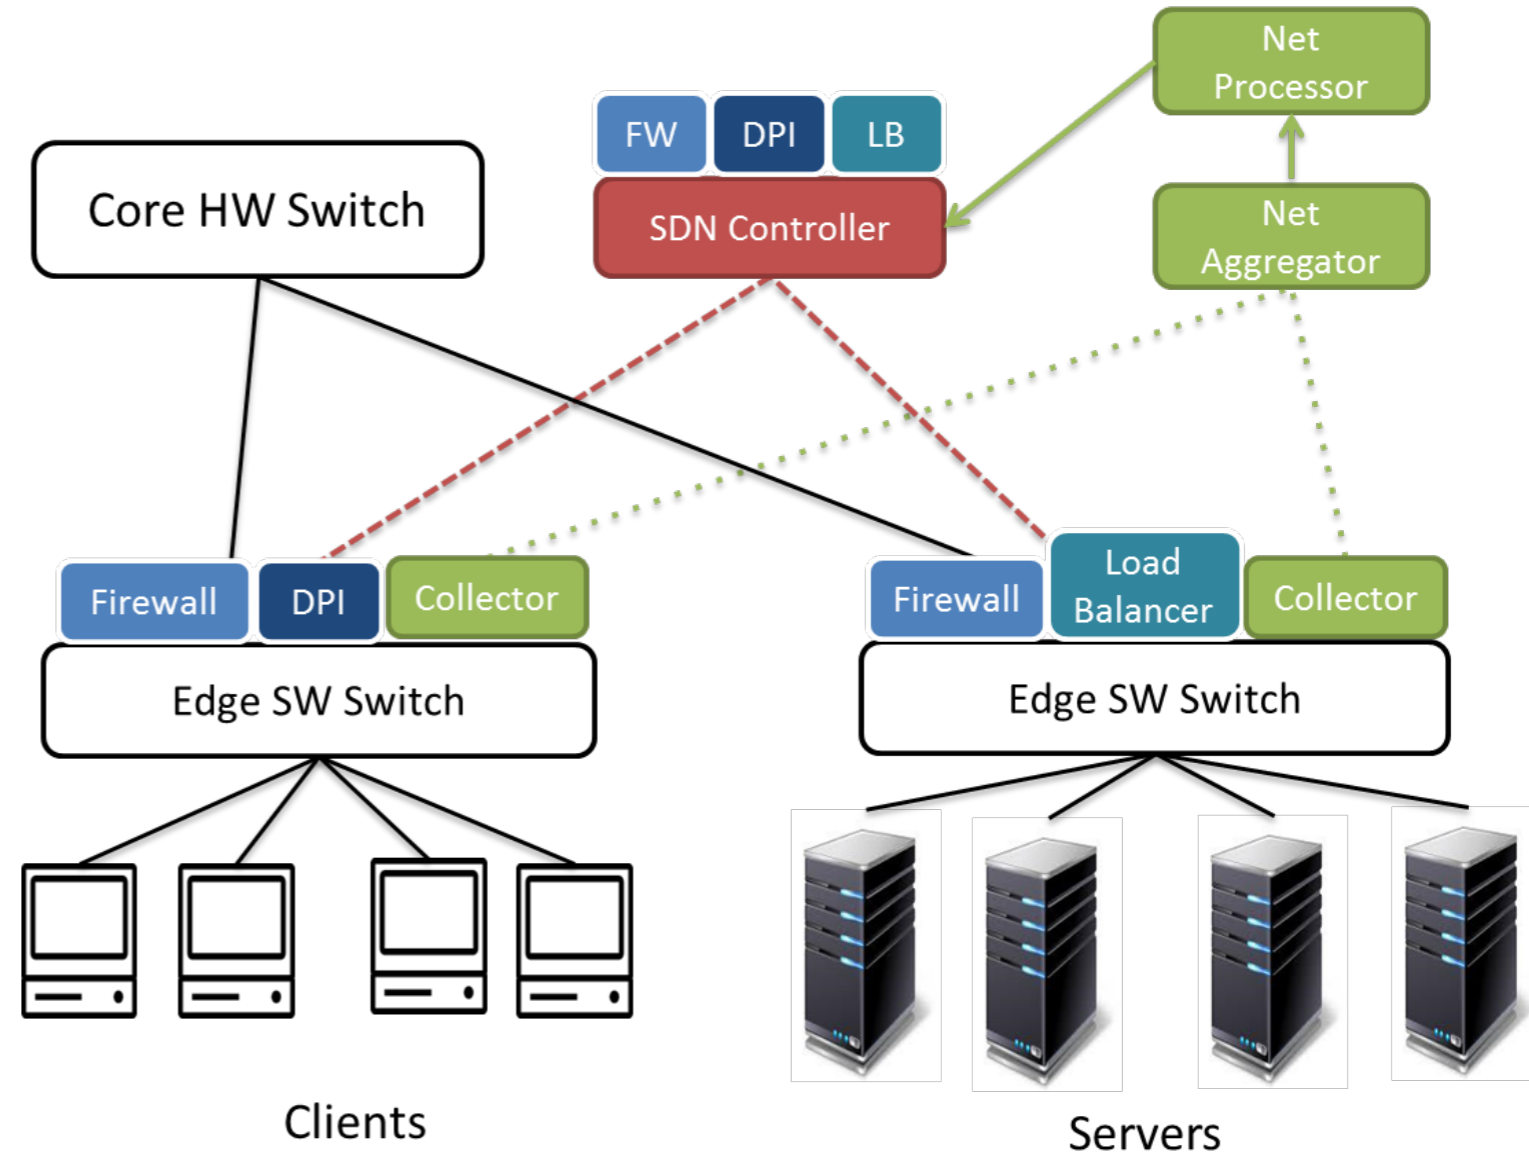 Net
Processor
FW
DPI
LB
Core HW Switch
SDN Controller
Net
Aggregator
Firewall
DPI
Collector
Firewall
Load
Balancer
Collector
Edge SW Switch
Edge SW Switch
Clients
Servers